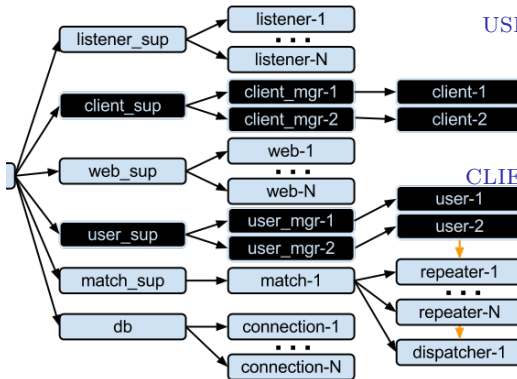 listener_sup
listener-1
. . .
listener-N
USE
client_sup
client_mgr-1
client-1
client_mgr-2
client-2
web_sup
web-1
. . .
web-N
CLIE
user_sup
user_mgr-1
user-1
user_mgr-2
user-2
match_sup
match-1
repeater-1
. . .
repeater-N
dispatcher-1
db
connection-1
. . .
connection-N